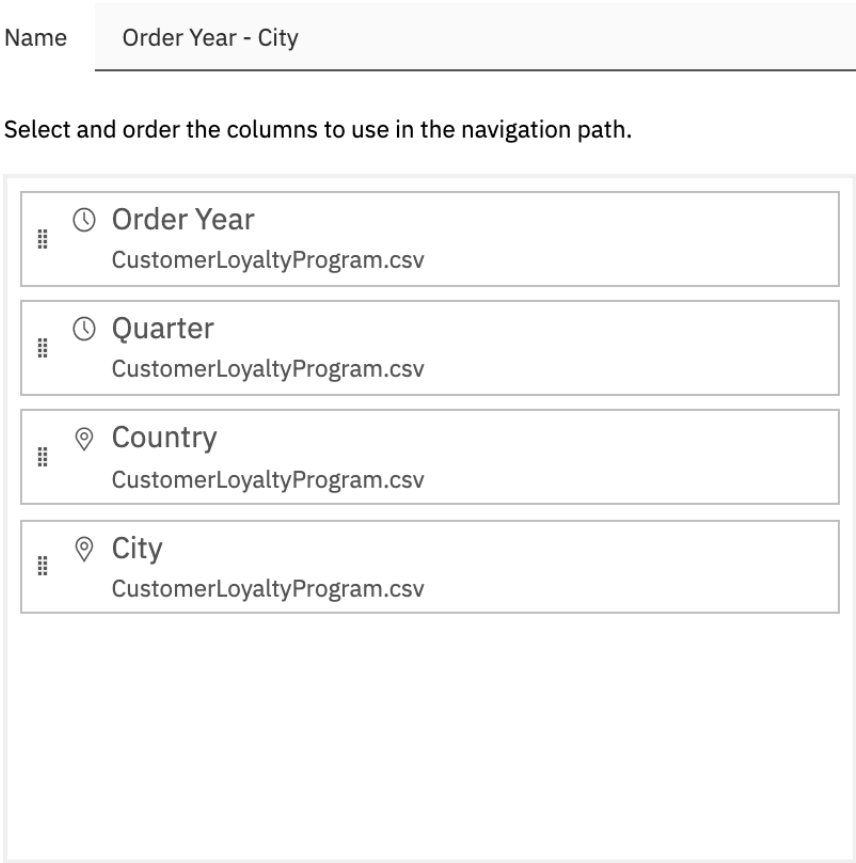 Name Order Year - City
Select and order the columns to use in the navigation path.
Order Year
CustomerLoyaltyProgram.csv
Quarter
CustomerLoyaltyProgram.csv
Country
CustomerLoyaltyProgram.csv
City
CustomerLoyaltyProgram.csv